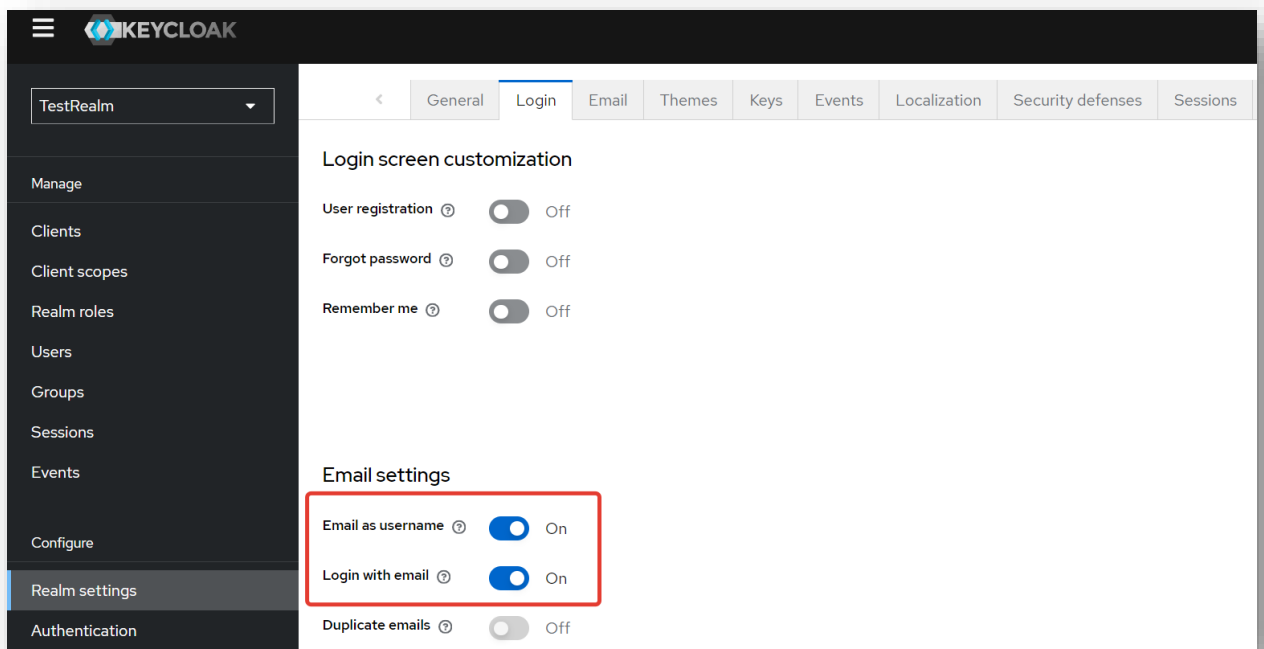 KEYCLOAK
TestRealm
Manage
Clients
Client scopes
Realm roles
Users
Groups
Sessions
Events
Configure
Realm settings
Authentication
General Login Email Themes Keys Events Localization Security defenses Sessions
Login screen customization
User registration ? Off
Forgot password ? Off
Remember me ? Off
Email settings
Email as username ? On
Login with email ? On
Duplicate emails ? Off